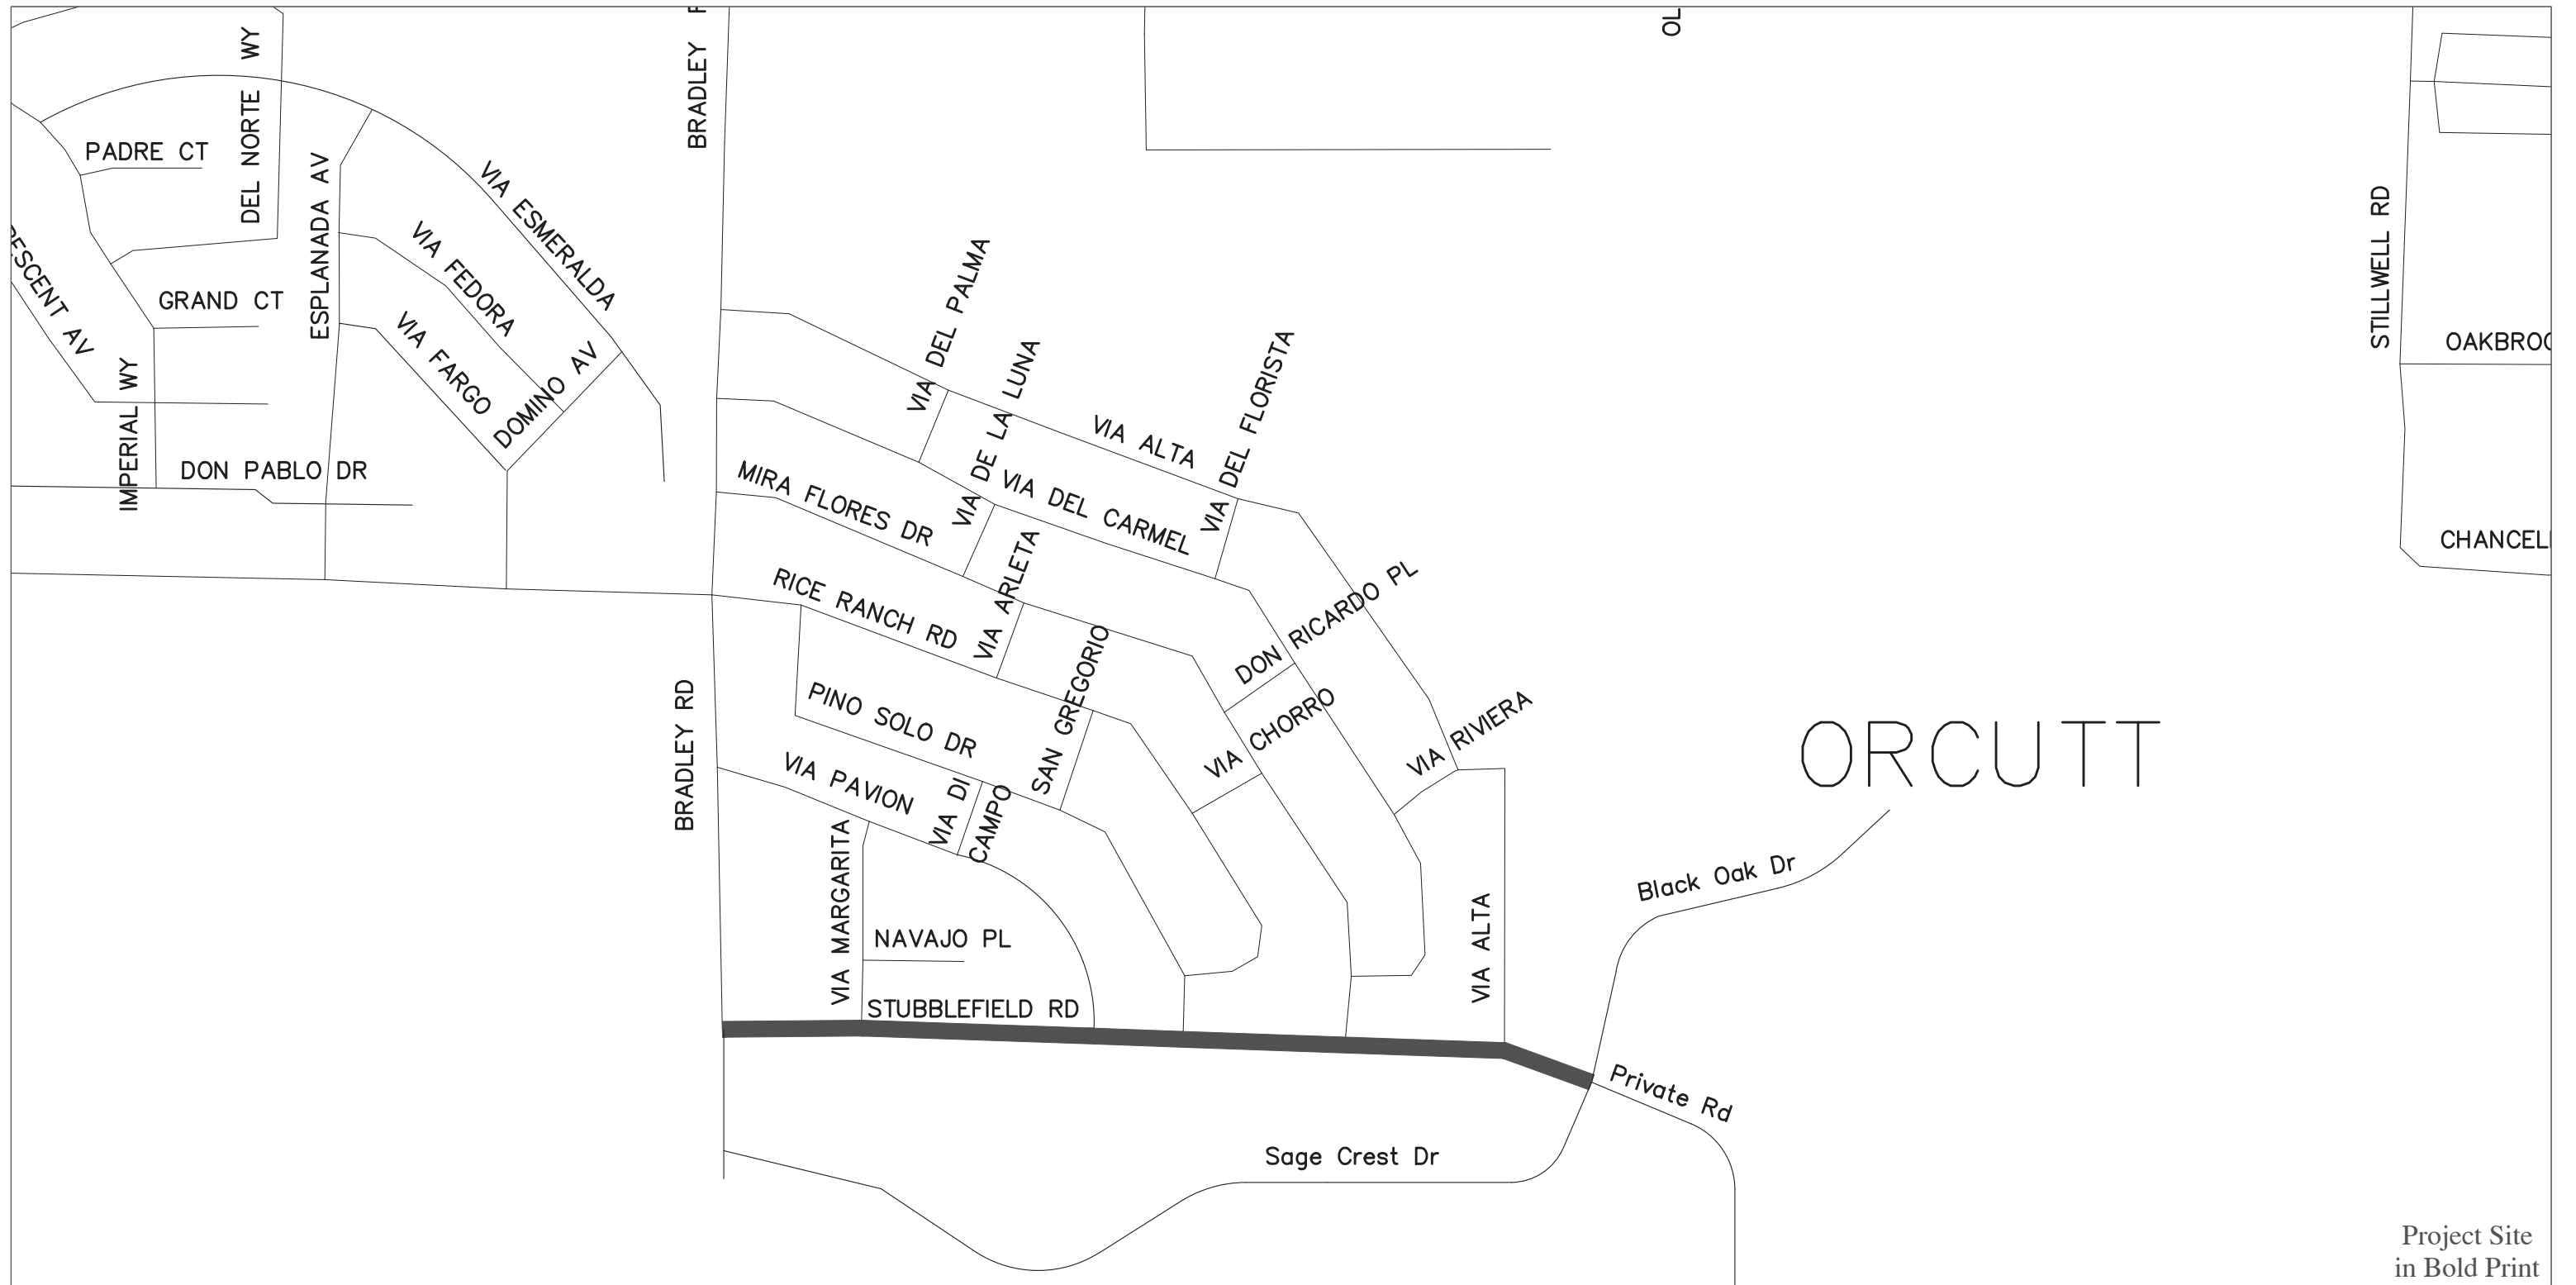 DEL NORTE WY
BRADLEY
OL
PADRE CT
ESPLANADA AV
VIA ESMERALDA
VIA FEDORA
STILLWELL RD
GRAND CT
AV
VIA FARGO
DOMINO AV
IMPERIAL WY
DON PABLO DR
VIA DEL PALMA
VIA DE LA LUNA
VIA ALTA
VIA DEL FLORISTA
VIA DEL CARMEL
MIRA FLORES DR
VIA ARLETA
RICE RANCH RD
DON RICARDO PL
SAN GREGORIO
BRADLEY RD
PINO SOLO DR
VIA CHORRO
VIA RIVIERA
ORCUTT
VIA PAVION
VIA DI
CAMPO
VIA MARGARITA
Black Oak Dr
VIA ALTA
NAVAJO PL
STUBBLEFIELD RD
Private Rd
Sage Crest Dr
Project Site
in Bold Print